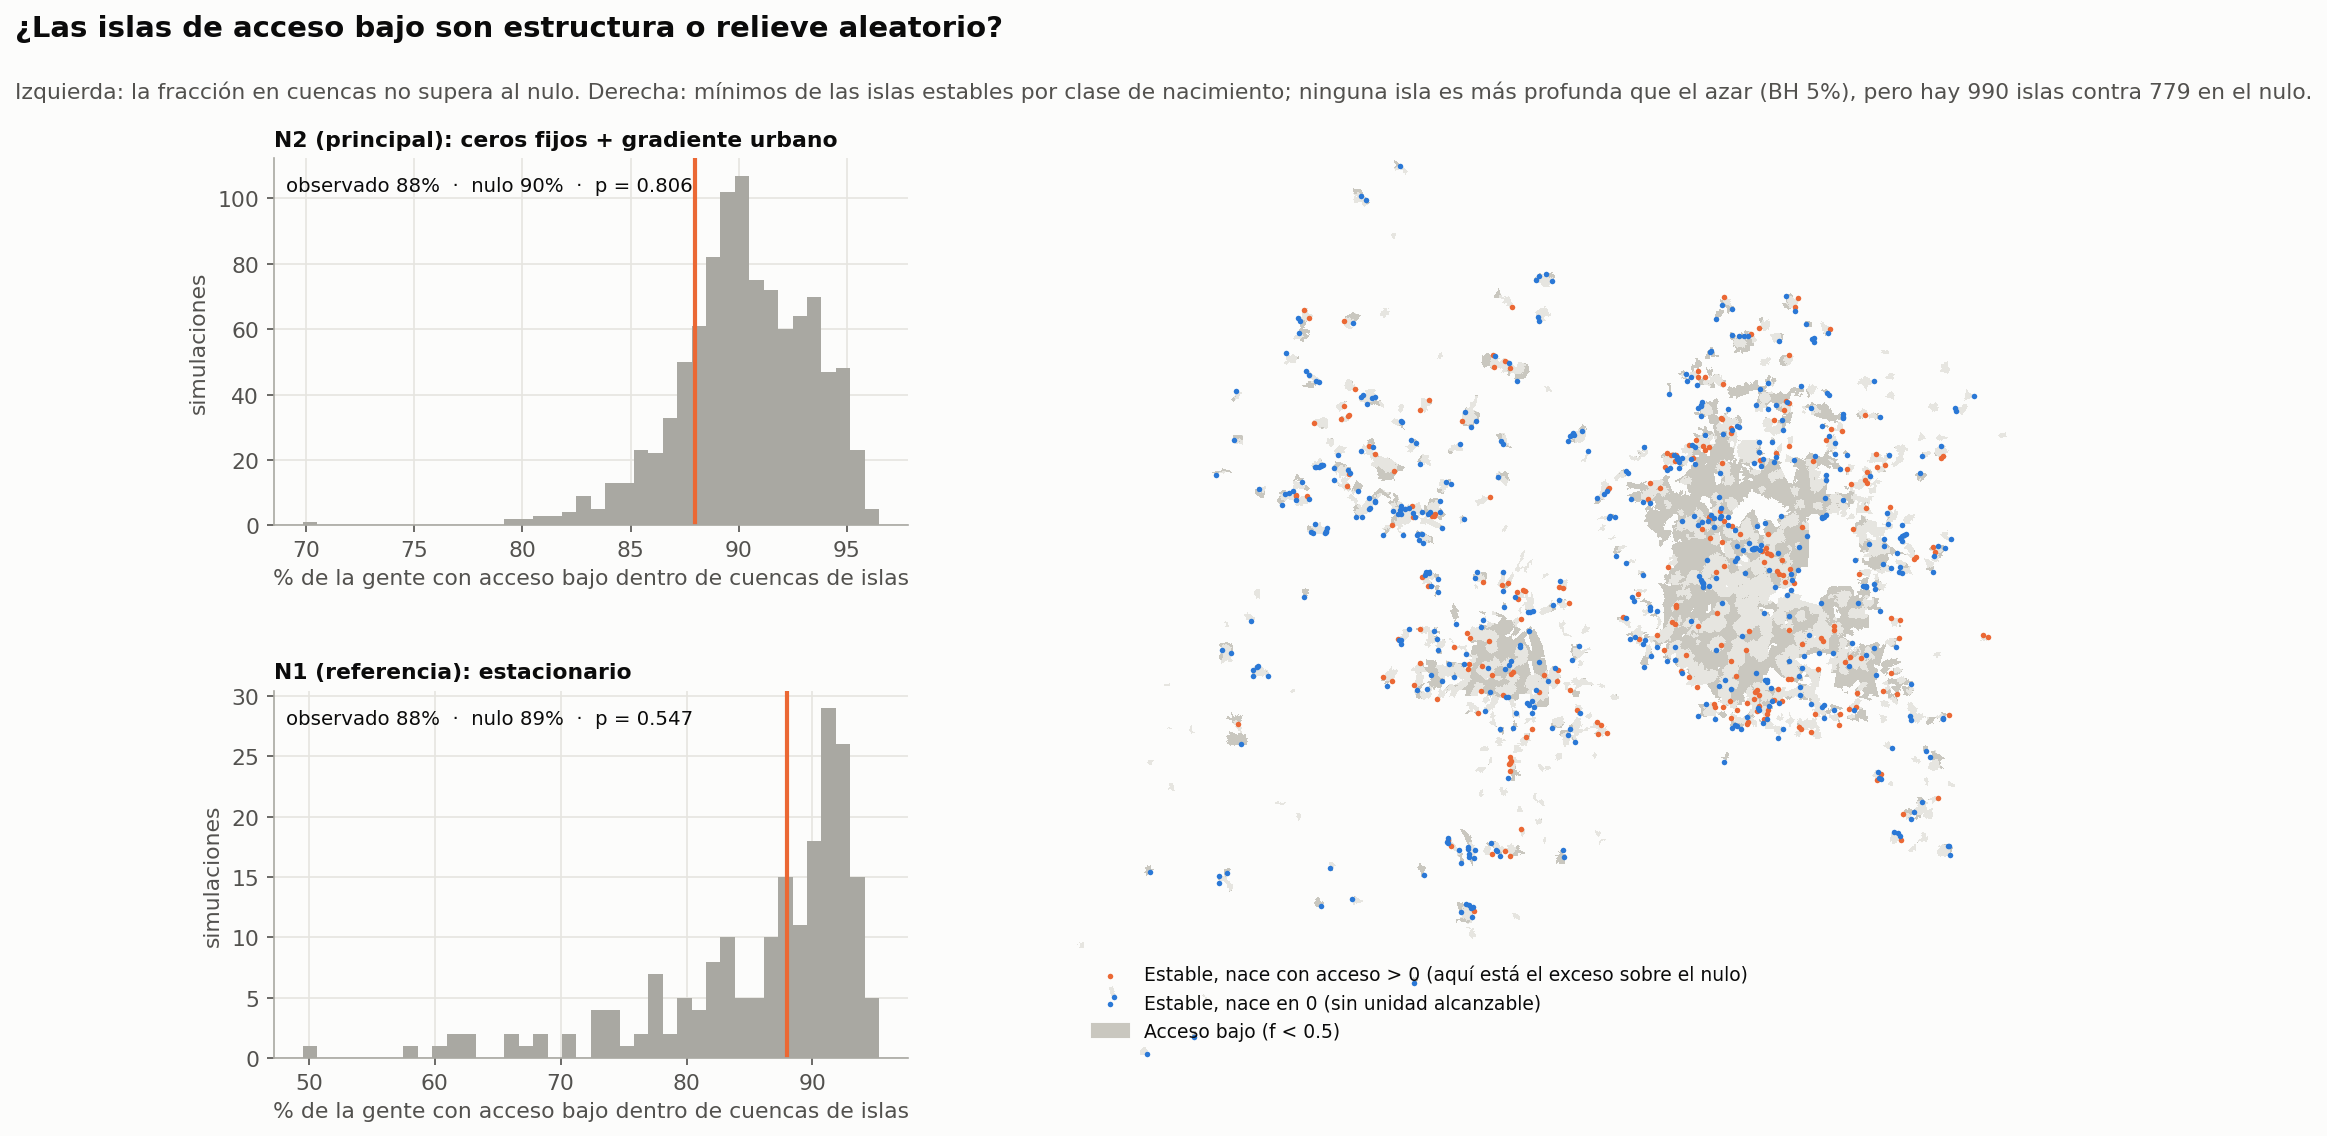 ¿Las islas de acceso bajo son estructura o relieve aleatorio?
Izquierda: la fracción en cuencas no supera al nulo. Derecha: mínimos de las islas estables por clase de nacimiento; ninguna isla es más profunda que el azar (BH 5%), pero hay 990 islas contra 779 en el nulo.
N2 (principal): ceros fijos + gradiente urbano
observado 88% · nulo 90% · p = 0.806
100
80
60
40
20
0
simulaciones
70 75 80 85 90 95
% de la gente con acceso bajo dentro de cuencas de islas
N1 (referencia): estacionario
observado 88% · nulo 89% · p = 0.547
30
25
20
15
10
5
0
simulaciones
50 60 70 80 90
% de la gente con acceso bajo dentro de cuencas de islas
Estable, nace con acceso > 0 (aquí está el exceso sobre el nulo)
Estable, nace en 0 (sin unidad alcanzable)
Acceso bajo (f < 0.5)